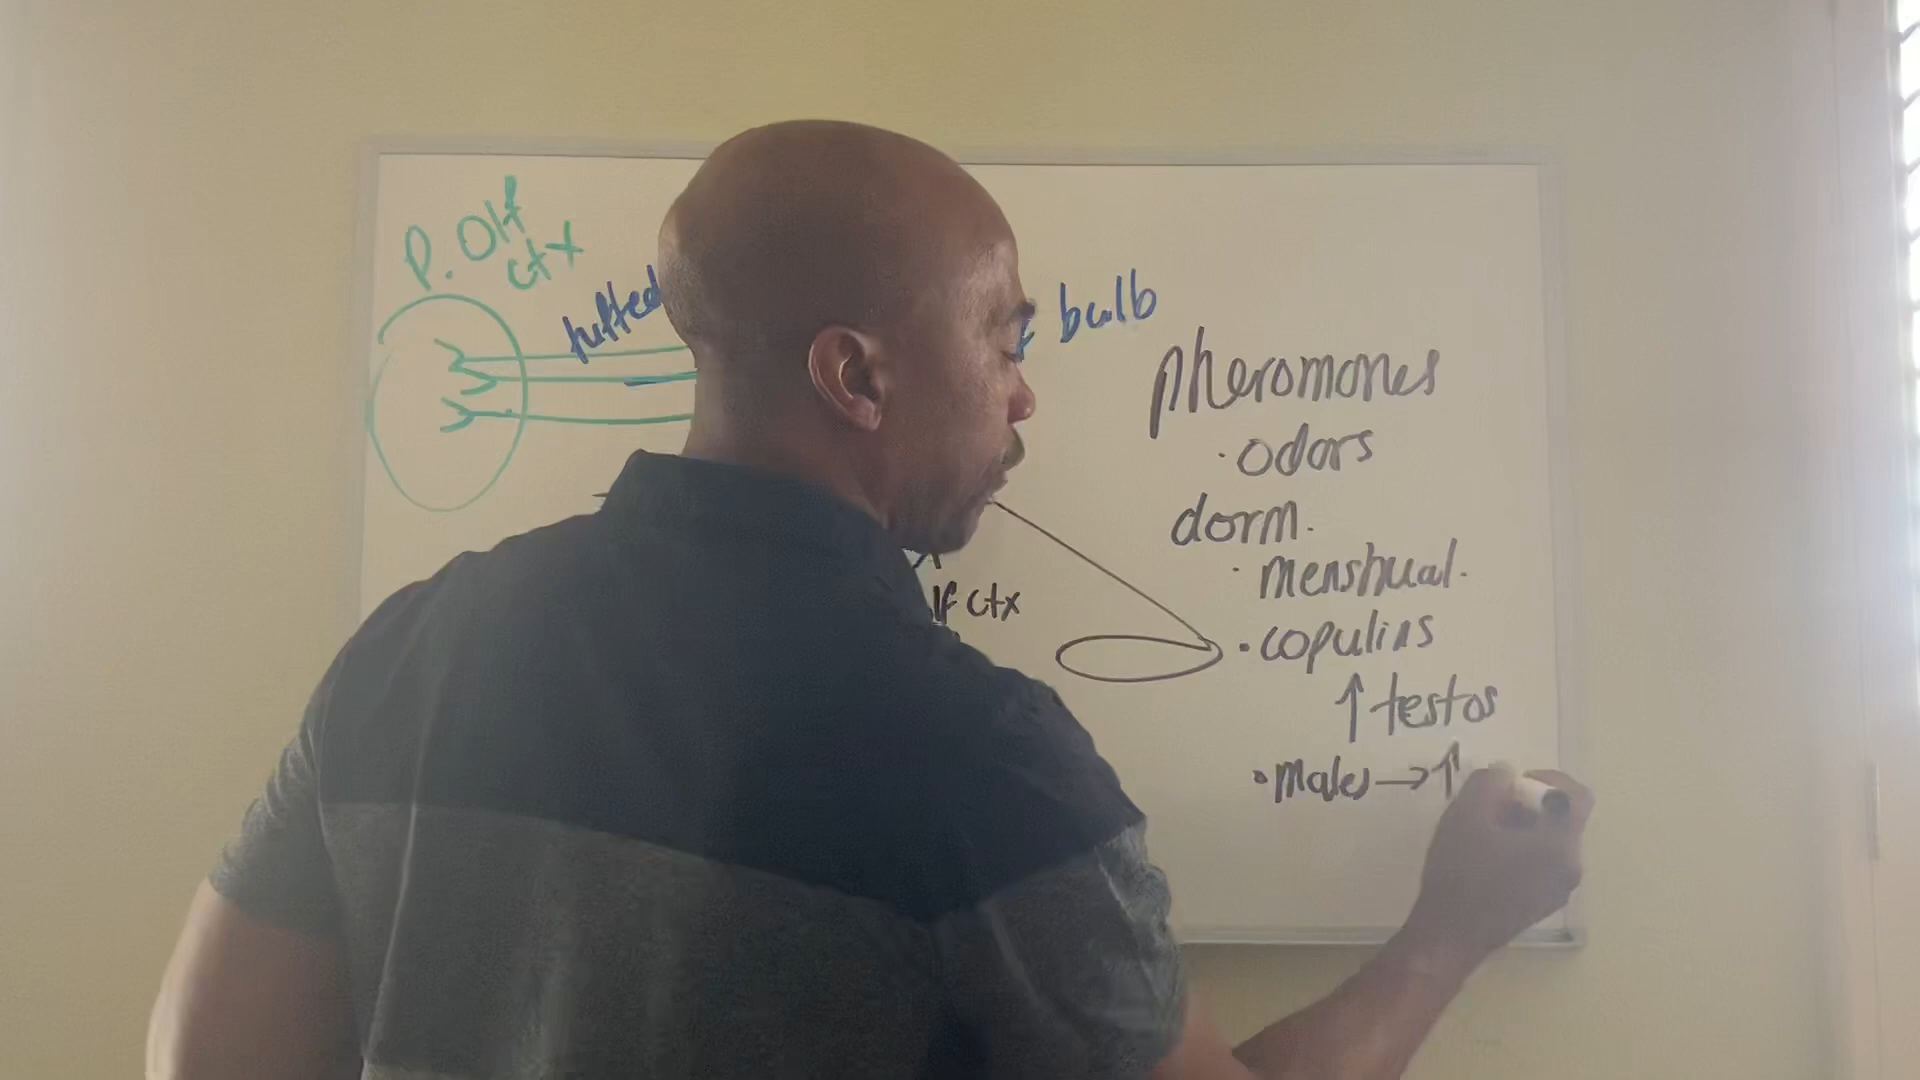 P. Olf
ctx
tufted
bulb
pheromones
· odors
dorm.
· menstrual.
· copulins
↑ testos
· Males → ↑
lf ctx